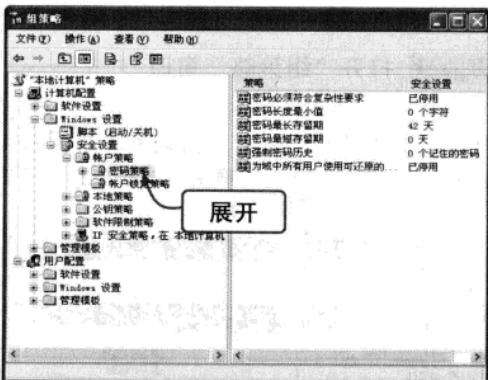 组策略
文件(F) 操作(A) 查看(V) 帮助(H)
"本地计算机" 策略
计算机配置
软件设置
Windows 设置
脚本 (启动/关机)
安全设置
帐户策略
密码策略
帐户锁定策略
本地策略
公钥策略
软件限制策略
IP 安全策略，在 本地计算机
管理模板
用户配置
软件设置
Windows 设置
管理模板
展开
策略 安全设置
密码必须符合复杂性要求 已停用
密码长度最小值 0 个字符
密码最长存留期 42 天
密码最短存留期 0 天
强制密码历史 0 个记住的密码
为域中所有用户使用可还原的... 已停用